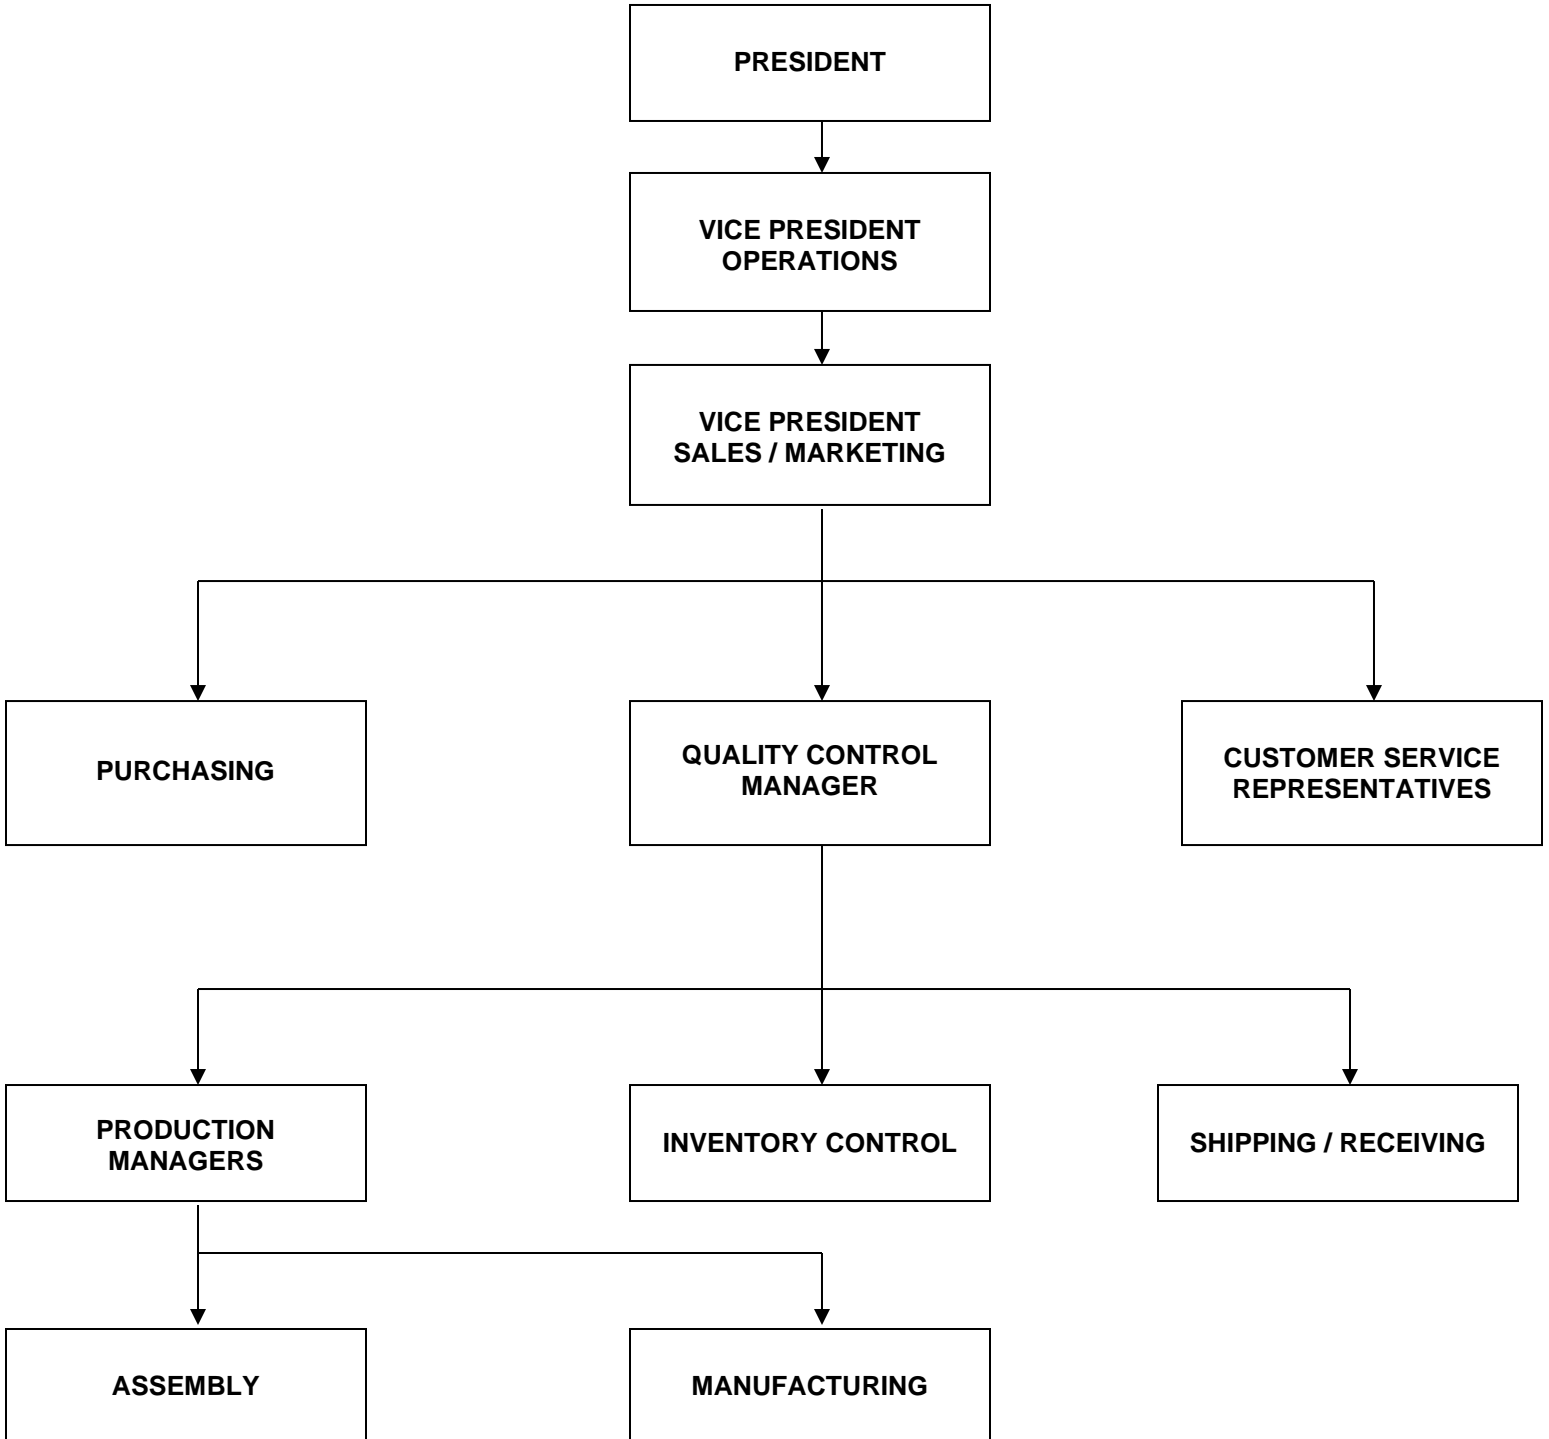 PRESIDENT
VICE PRESIDENT
OPERATIONS
VICE PRESIDENT
SALES / MARKETING
PURCHASING
QUALITY CONTROL
MANAGER
CUSTOMER SERVICE
REPRESENTATIVES
PRODUCTION
MANAGERS
INVENTORY CONTROL
SHIPPING / RECEIVING
ASSEMBLY
MANUFACTURING